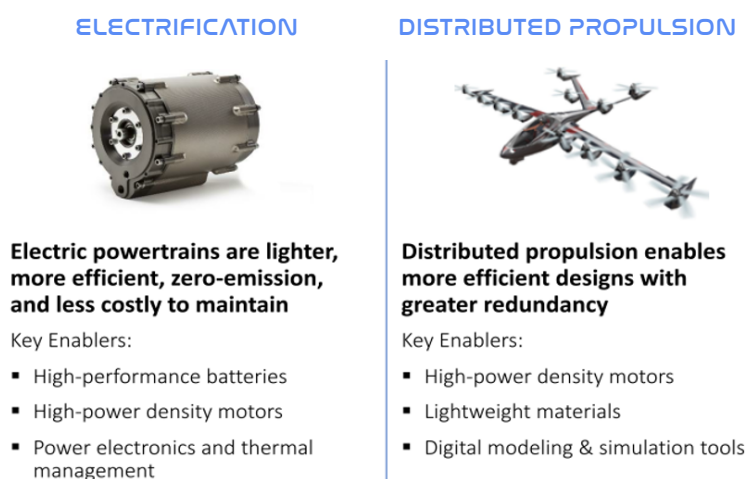 ELECTRIFICATION
Electric powertrains are lighter,
more efficient, zero-emission,
and less costly to maintain
Key Enablers:
▪ High-performance batteries
▪ High-power density motors
▪ Power electronics and thermal
management
DISTRIBUTED PROPULSION
Distributed propulsion enables
more efficient designs with
greater redundancy
Key Enablers:
▪ High-power density motors
▪ Lightweight materials
▪ Digital modeling & simulation tools